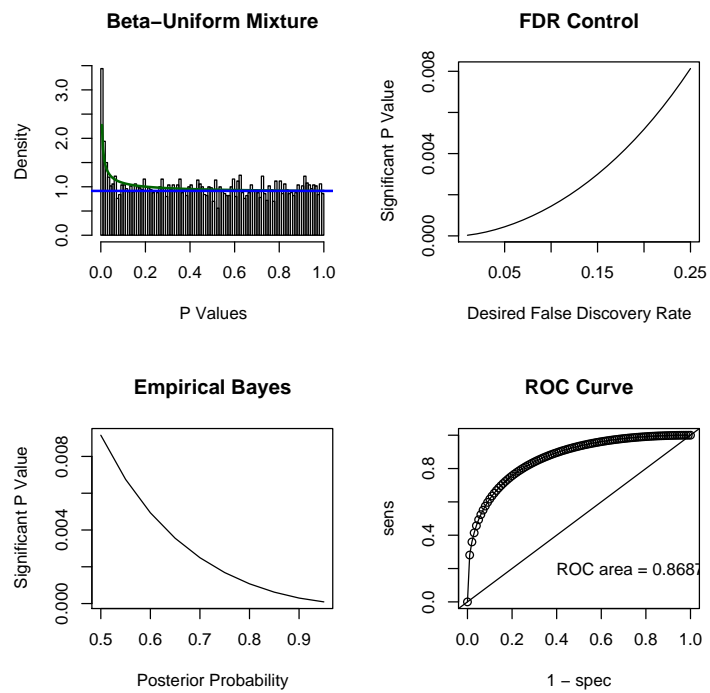 Beta−Uniform Mixture
Density
0.0
1.0
2.0
3.0
0.0 0.2 0.4 0.6 0.8 1.0
P Values
FDR Control
Significant P Value
0.000
0.004
0.008
0.05 0.15 0.25
Desired False Discovery Rate
Empirical Bayes
Significant P Value
0.000
0.004
0.008
0.5 0.6 0.7 0.8 0.9
Posterior Probability
ROC Curve
sens
0.0
0.4
0.8
ROC area = 0.8687
0.0 0.2 0.4 0.6 0.8 1.0
1 − spec